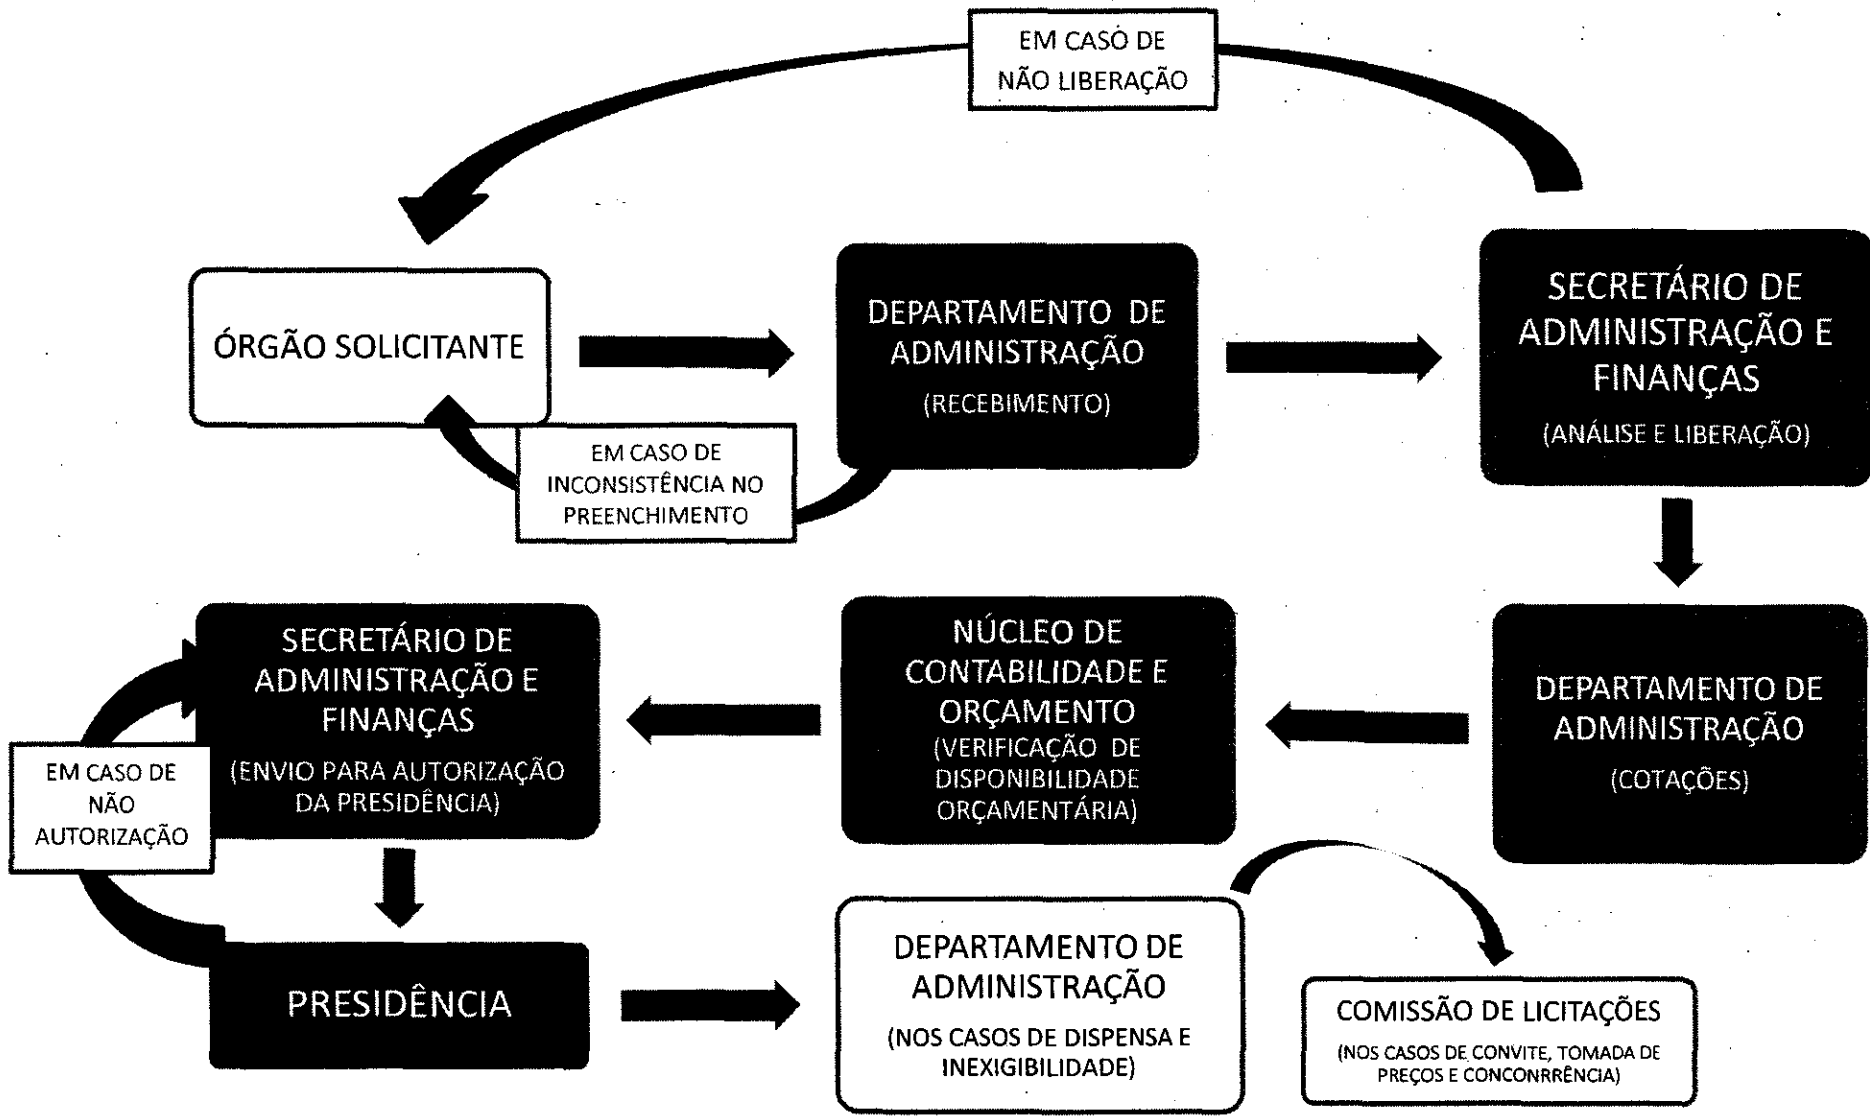 EM CASO DE
NÃO LIBERAÇÃO
ÓRGÃO SOLICITANTE
DEPARTAMENTO DE
ADMINISTRAÇÃO
(RECEBIMENTO)
SECRETÁRIO DE
ADMINISTRAÇÃO E
FINANÇAS
(ANÁLISE E LIBERAÇÃO)
EM CASO DE
INCONSISTÊNCIA NO
PREENCHIMENTO
SECRETÁRIO DE
ADMINISTRAÇÃO E
FINANÇAS
(ENVIO PARA AUTORIZAÇÃO
DA PRESIDÊNCIA)
NÚCLEO DE
CONTABILIDADE E
ORÇAMENTO
(VERIFICAÇÃO DE
DISPONIBILIDADE
ORÇAMENTÁRIA)
DEPARTAMENTO DE
ADMINISTRAÇÃO
(COTAÇÕES)
EM CASO DE
NÃO
AUTORIZAÇÃO
PRESIDÊNCIA
DEPARTAMENTO DE
ADMINISTRAÇÃO
(NOS CASOS DE DISPENSA E
INEXIGIBILIDADE)
COMISSÃO DE LICITAÇÕES
(NOS CASOS DE CONVITE, TOMADA DE
PREÇOS E CONCONRRÊNCIA)